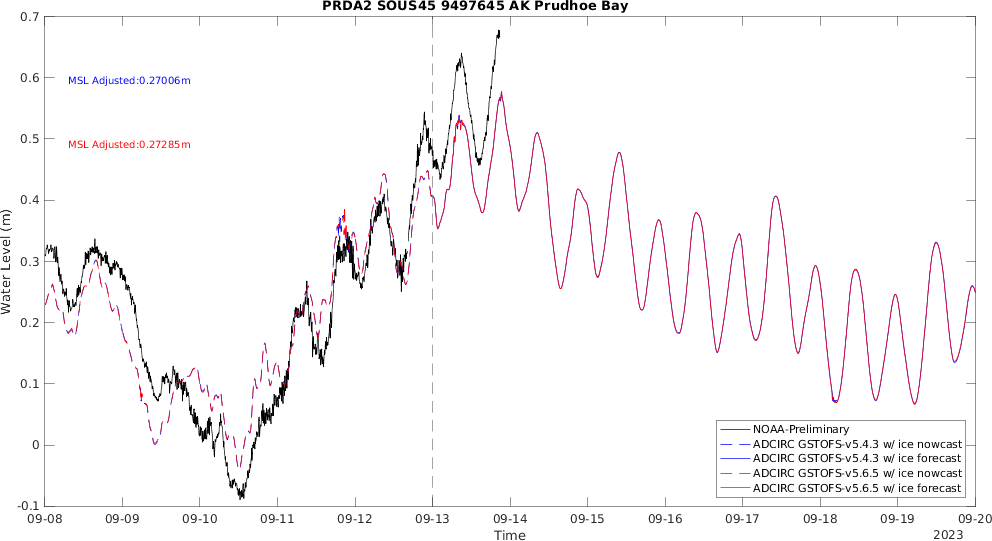 PRDA2 SOUS45 9497645 AK Prudhoe Bay
0.7
0.6
0.5
0.4
0.3
0.2
0.1
0
-0.1
Water Level (m)
MSL Adjusted:0.27006m
MSL Adjusted:0.27285m
NOAA-Preliminary
ADCIRC GSTOFS-v5.4.3 w/ ice nowcast
ADCIRC GSTOFS-v5.4.3 w/ ice forecast
ADCIRC GSTOFS-v5.6.5 w/ ice nowcast
ADCIRC GSTOFS-v5.6.5 w/ ice forecast
09-08 09-09 09-10 09-11 09-12 09-13 09-14 09-15 09-16 09-17 09-18 09-19 09-20
Time
2023